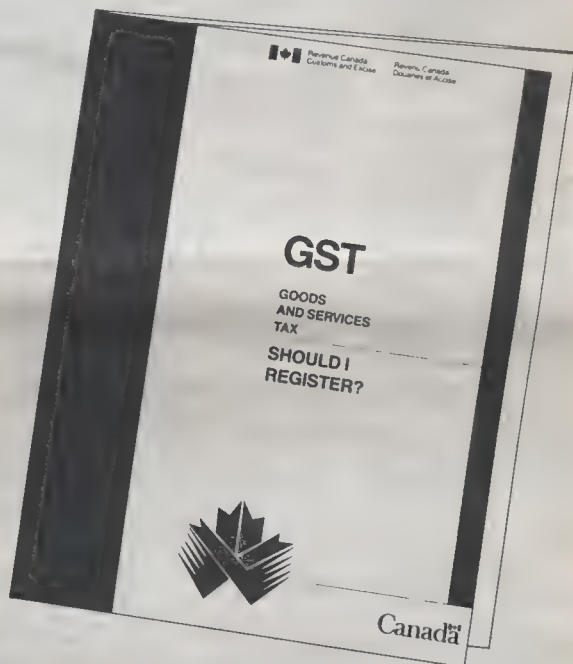 Revenue Canada
Customs and Excise
Revenu Canada
Douanes et Accise
GST
GOODS
AND SERVICES
TAX
SHOULD I
REGISTER?
Canada